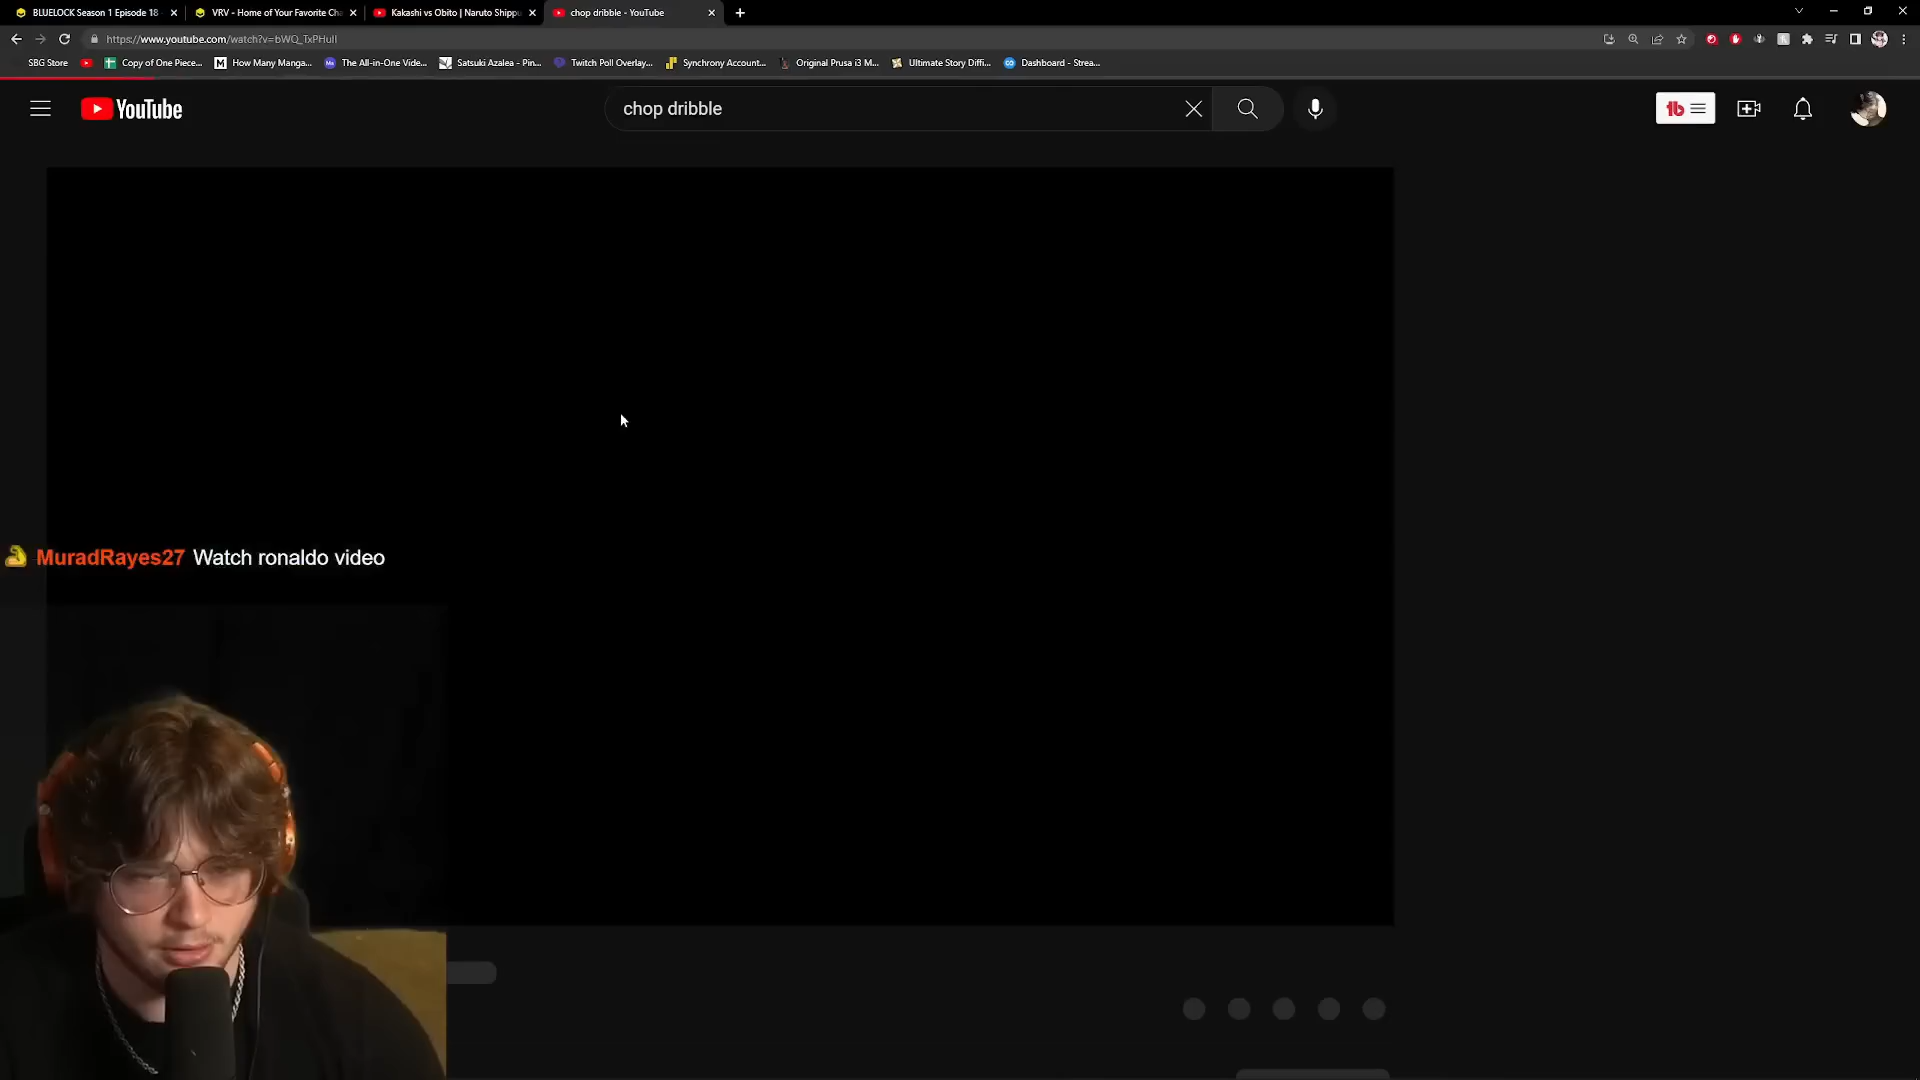 BLUELOCK Season 1 Episode 18
VRV - Home of Your Favorite Ch
Kakashi vs Obito | Naruto Shippu
chop dribble - YouTube
https://www.youtube.com/watch?v=bWQ_TxPHulI
SBG Store
Copy of One Piece...
How Many Manga...
The All-in-One Vide...
Satsuki Azalea - Pin...
Twitch Poll Overlay...
Synchrony Account...
Original Prusa i3 M...
Ultimate Story Diffi...
Dashboard - Strea...
YouTube
chop dribble
tb
MuradRayes27 Watch ronaldo video